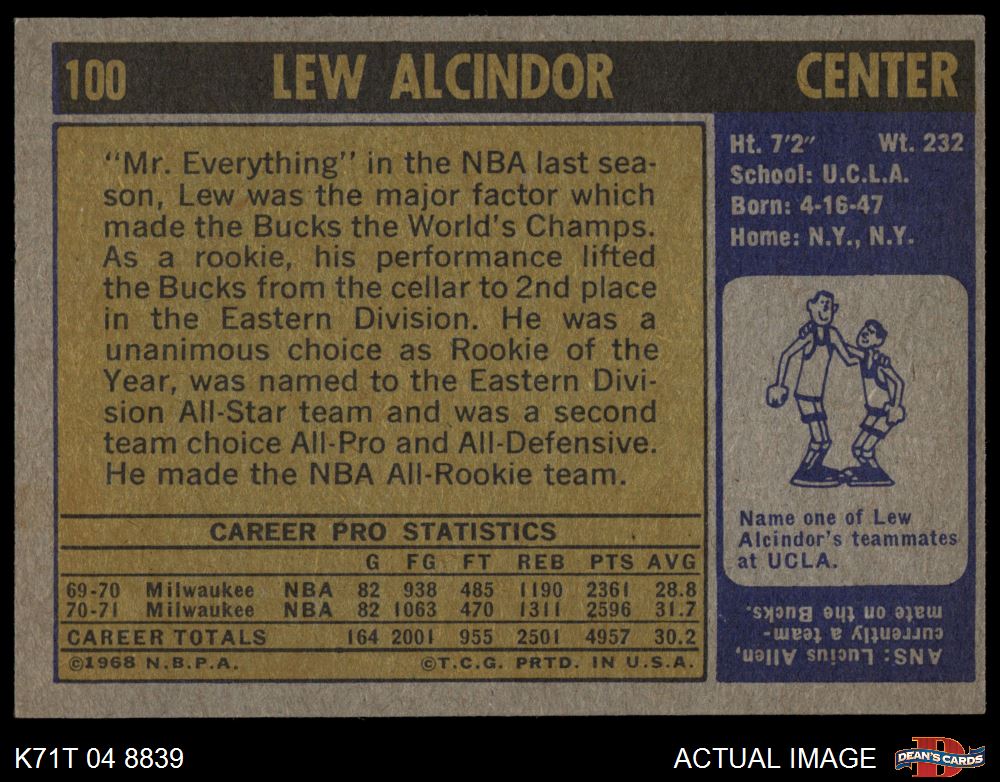 100 LEW ALCINDOR CENTER
"Mr. Everything" in the NBA last sea-
son, Lew was the major factor which
made the Bucks the World's Champs.
As a rookie, his performance lifted
the Bucks from the cellar to 2nd place
in the Eastern Division. He was a
unanimous choice as Rookie of the
Year, was named to the Eastern Divi-
sion All-Star team and was a second
team choice All-Pro and All-Defensive.
He made the NBA All-Rookie team.
CAREER PRO STATISTICS
G FG FT REB PTS AVG
69-70 Milwaukee NBA 82 938 485 1190 2361 28.8
70-71 Milwaukee NBA 82 1063 470 1311 2596 31.7
CAREER TOTALS 164 2001 955 2501 4957 30.2
©1968 N.B.P.A. ©T.C.G. PRTD. IN U.S.A.
Ht. 7'2" Wt. 232
School: U.C.L.A.
Born: 4-16-47
Home: N.Y., N.Y.
Name one of Lew
Alcindor's teammates
at UCLA.
ANS: Lucius Allen,
currently a team-
mate on the Bucks.
K71T 04 8839
ACTUAL IMAGE
D
DEAN'S CARDS